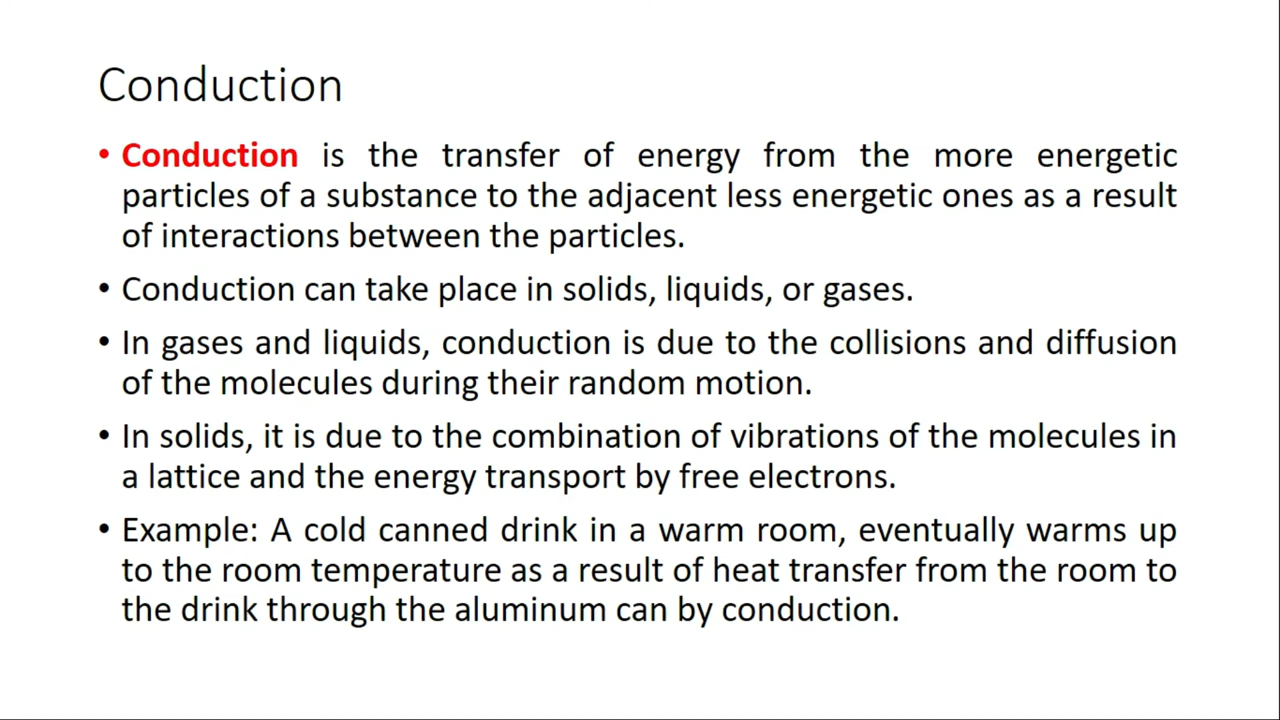 Conduction
• Conduction is the transfer of energy from the more energetic
particles of a substance to the adjacent less energetic ones as a result
of interactions between the particles.
• Conduction can take place in solids, liquids, or gases.
• In gases and liquids, conduction is due to the collisions and diffusion
of the molecules during their random motion.
• In solids, it is due to the combination of vibrations of the molecules in
a lattice and the energy transport by free electrons.
• Example: A cold canned drink in a warm room, eventually warms up
to the room temperature as a result of heat transfer from the room to
the drink through the aluminum can by conduction.